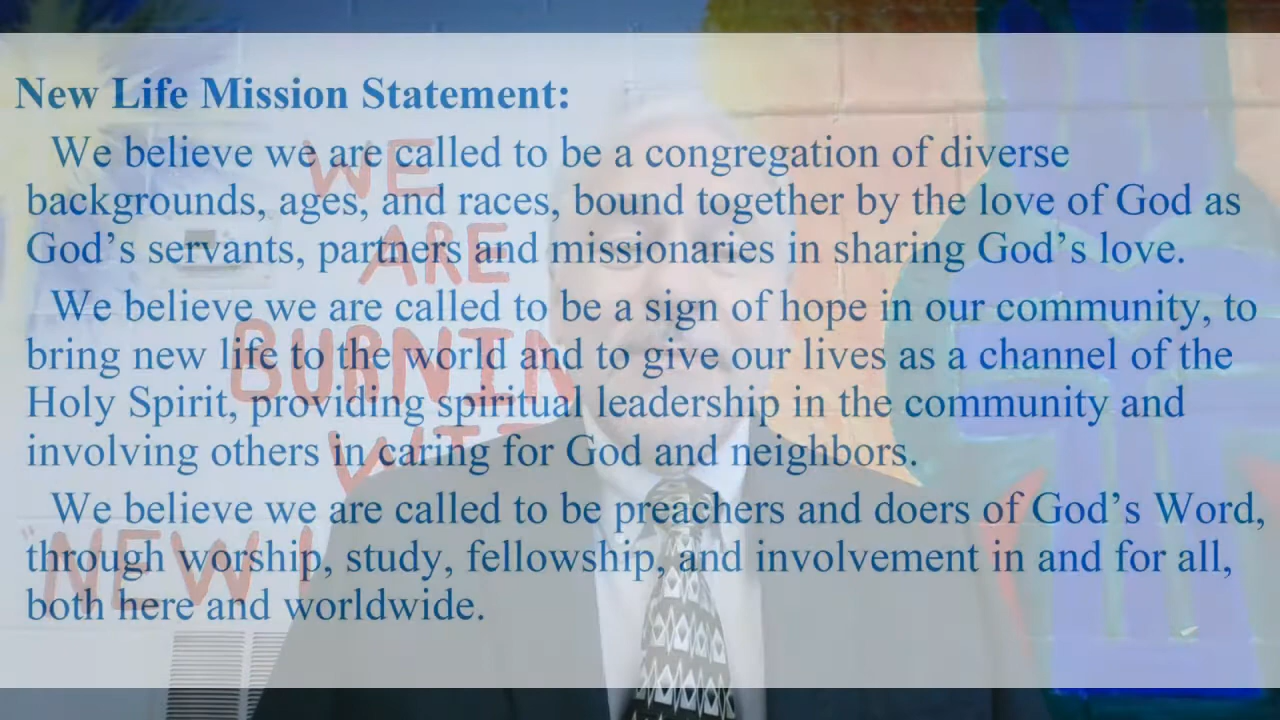 New Life Mission Statement:
We believe we are called to be a congregation of diverse
backgrounds, ages, and races, bound together by the love of God as
God's servants, partners and missionaries in sharing God's love.
We believe we are called to be a sign of hope in our community, to
bring new life to the world and to give our lives as a channel of the
Holy Spirit, providing spiritual leadership in the community and
involving others in caring for God and neighbors.
We believe we are called to be preachers and doers of God's Word,
through worship, study, fellowship, and involvement in and for all,
both here and worldwide.
WE
ARE
BURNIN
WIT
"NEW